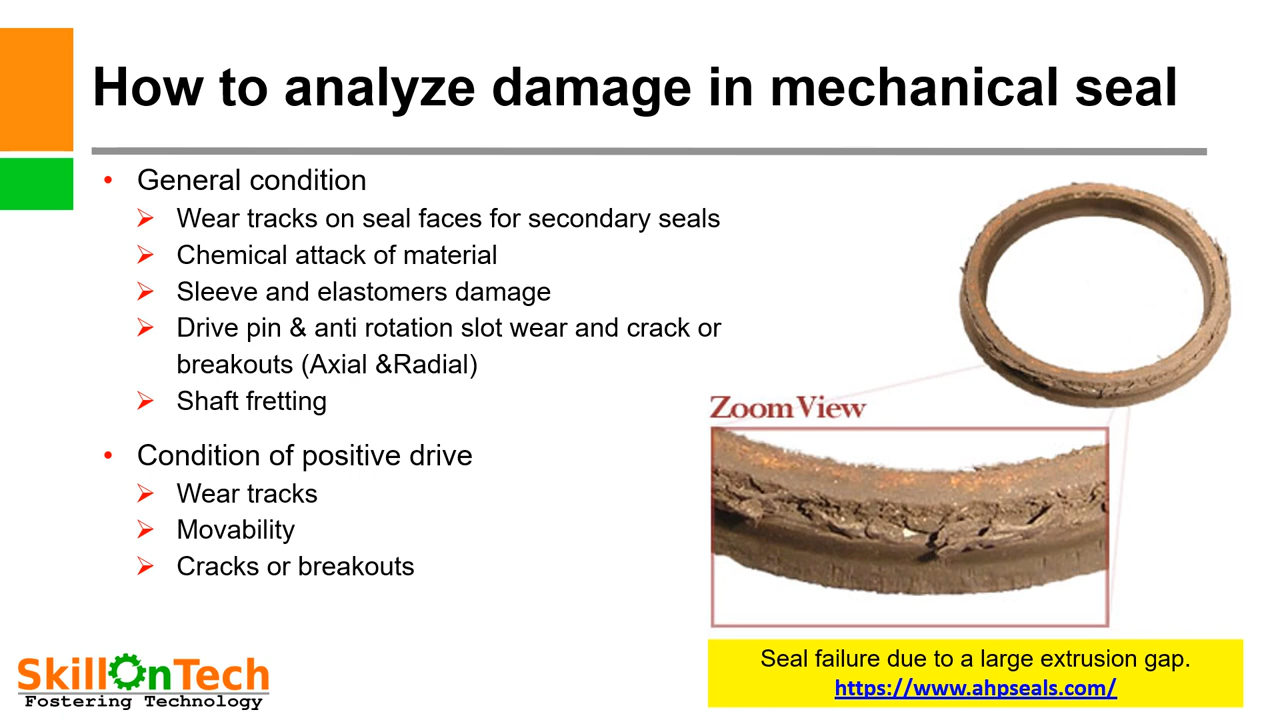 How to analyze damage in mechanical seal
• General condition
➢ Wear tracks on seal faces for secondary seals
➢ Chemical attack of material
➢ Sleeve and elastomers damage
➢ Drive pin & anti rotation slot wear and crack or
breakouts (Axial &Radial)
➢ Shaft fretting
• Condition of positive drive
➢ Wear tracks
➢ Movability
➢ Cracks or breakouts
Zoom View
Seal failure due to a large extrusion gap.
https://www.ahpseals.com/
SkillOnTech
Fostering Technology